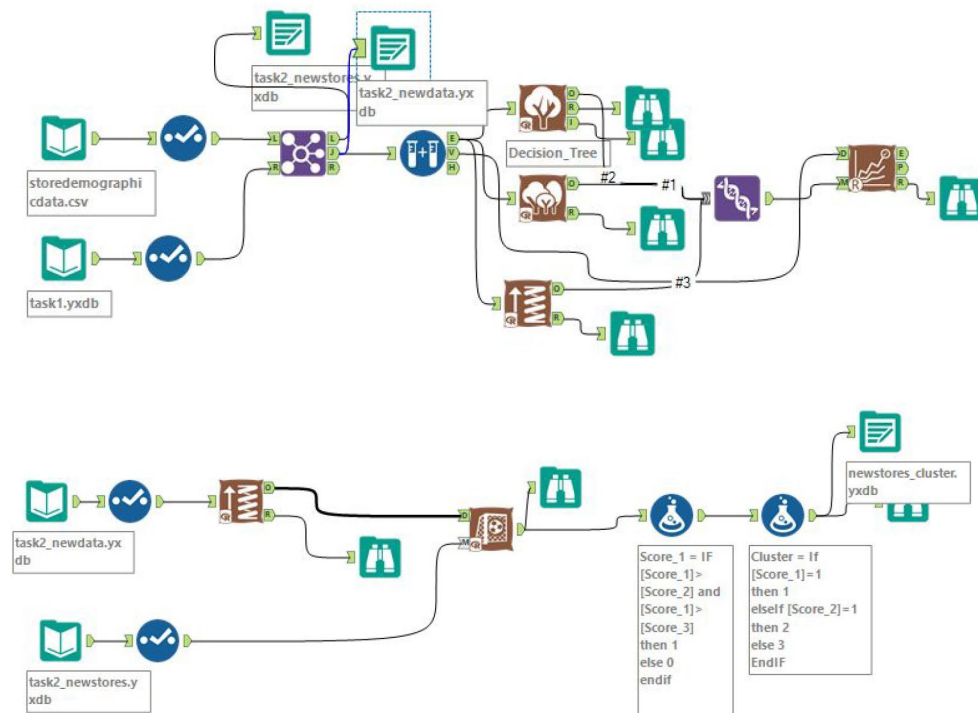 task2_newstores.y
xdb
task2_newdata.yx
db
storedemographi
cdata.csv
L
R
L
J
R
E
V
H
O
R
I
Decision_Tree
#2
#1
O
R
#3
O
R
D
M
E
P
R
R
task1.yxdb
task2_newdata.yx
db
O
R
D
M
newstores_cluster.
yxdb
Score_1 = IF
[Score_1]>
[Score_2] and
[Score_1]>
[Score_3]
then 1
else 0
endif
Cluster = If
[Score_1]=1
then 1
elseIf [Score_2]=1
then 2
else 3
EndIF
task2_newstores.y
xdb